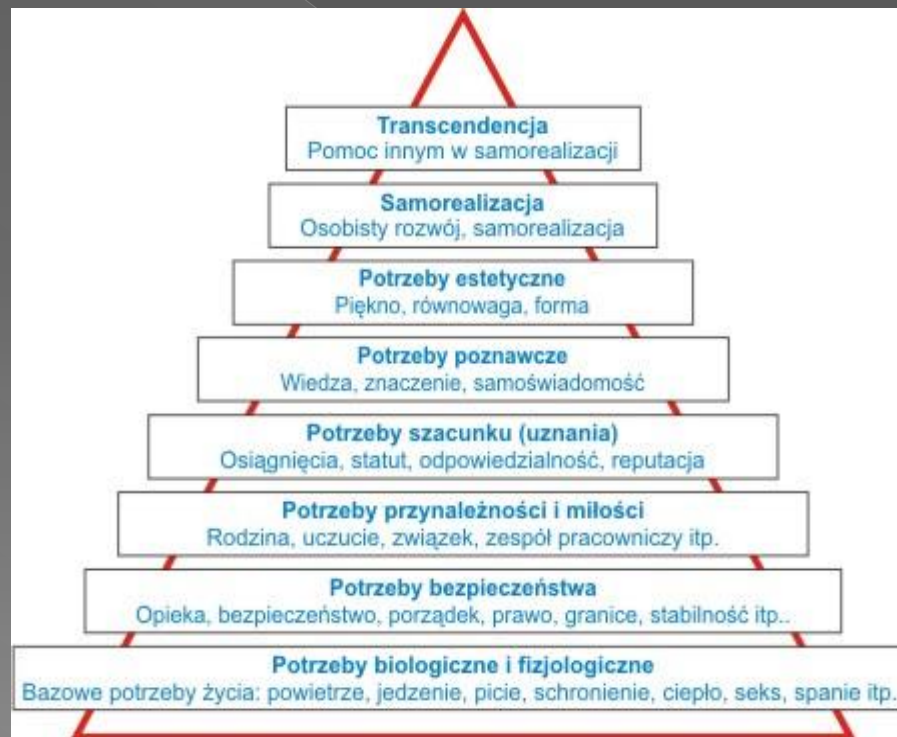 Transcendencja
Pomoc innym w samorealizacji
Samorealizacja
Osobisty rozwój, samorealizacja
Potrzeby estetyczne
Piękno, równowaga, forma
Potrzeby poznawcze
Wiedza, znaczenie, samoświadomość
Potrzeby szacunku (uznania)
Osiągnięcia, statut, odpowiedzialność, reputacja
Potrzeby przynależności i miłości
Rodzina, uczucie, związek, zespół pracowniczy itp.
Potrzeby bezpieczeństwa
Opieka, bezpieczeństwo, porządek, prawo, granice, stabilność itp..
Potrzeby biologiczne i fizjologiczne
Bazowe potrzeby życia: powietrze, jedzenie, picie, schronienie, ciepło, seks, spanie itp.